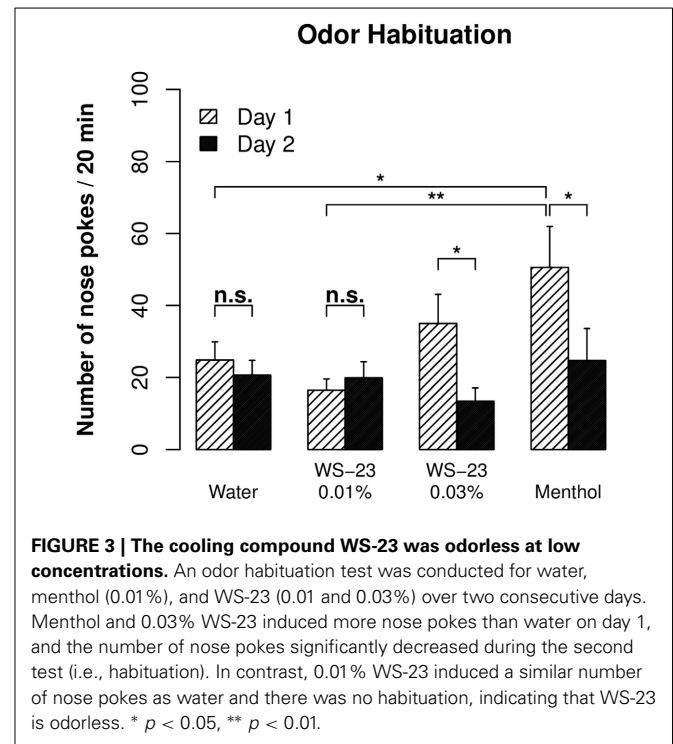 Odor Habituation
Number of nose pokes / 20 min
100
80
60
40
20
0
Day 1
Day 2
*
**
*
*
n.s.
n.s.
WS–23
WS–23
Water
0.01%
0.03%
Menthol
FIGURE 3 | The cooling compound WS-23 was odorless at low
concentrations. An odor habituation test was conducted for water,
menthol (0.01%), and WS-23 (0.01 and 0.03%) over two consecutive days.
Menthol and 0.03% WS-23 induced more nose pokes than water on day 1,
and the number of nose pokes significantly decreased during the second
test (i.e., habituation). In contrast, 0.01% WS-23 induced a similar number
of nose pokes as water and there was no habituation, indicating that WS-23
is odorless. * p < 0.05, ** p < 0.01.